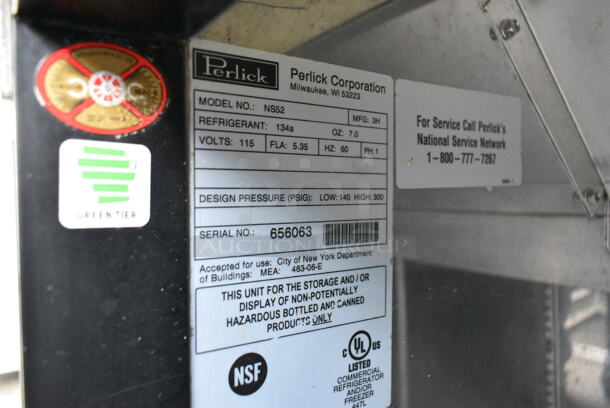 Perlick
Perlick Corporation
Milwaukee, WI 53223
MODEL NO.: NS52 MFG: 3H
REFRIGERANT: 134a OZ: 7.0
VOLTS: 115 FLA: 5.35 HZ: 60 PH: 1
DESIGN PRESSURE (PSIG): LOW: 140 HIGH: 300
SERIAL NO.: 656063
Accepted for use: City of New York Department
of Buildings: MEA: 463-06-E
THIS UNIT FOR THE STORAGE AND / OR
DISPLAY OF NON-POTENTIALLY
HAZARDOUS BOTTLED AND CANNED
PRODUCTS ONLY
NSF
C UL US
LISTED
COMMERCIAL
REFRIGERATOR
AND/OR
FREEZER
447L
GREEN TIER
For Service Call Perlick's
National Service Network
1-800-777-7267
AUCTION GROUP